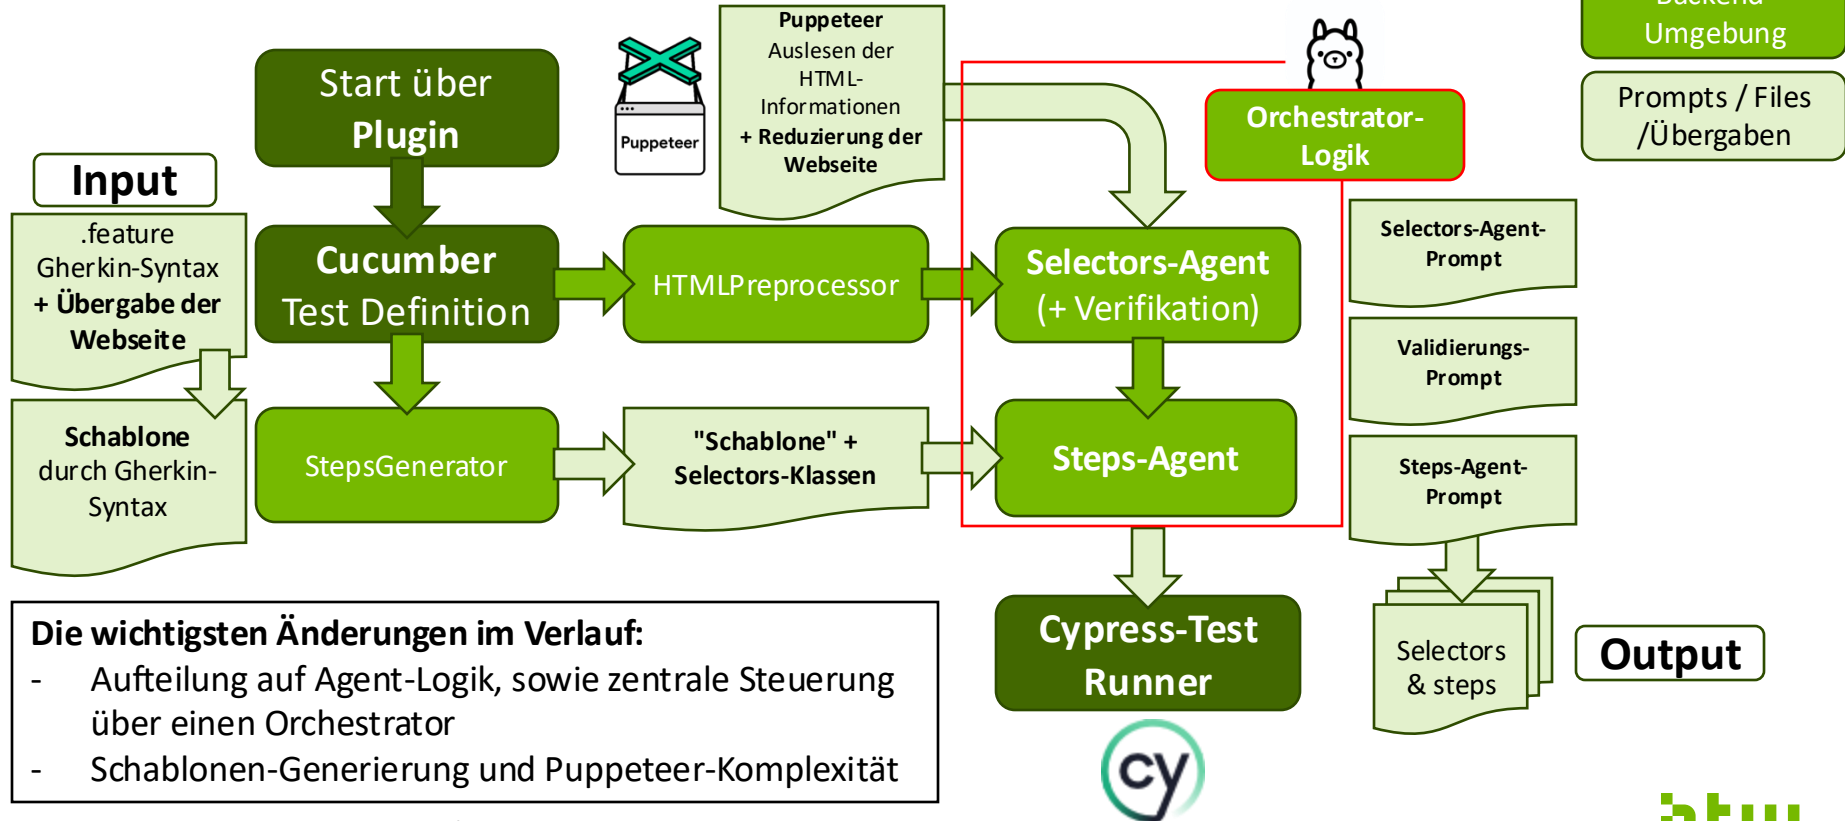 Start über
Plugin
Puppeteer
Puppeteer
Auslesen der
HTML-
Informationen
+ Reduzierung der
Webseite
Orchestrator-
Logik
Umgebung
Prompts / Files
/Übergaben
Input
.feature
Gherkin-Syntax
+ Übergabe der
Webseite
Cucumber
Test Definition
HTMLPreprocessor
Selectors-Agent
(+ Verifikation)
Selectors-Agent-
Prompt
Validierungs-
Prompt
Schablone
durch Gherkin-
Syntax
StepsGenerator
"Schablone" +
Selectors-Klassen
Steps-Agent
Steps-Agent-
Prompt
Die wichtigsten Änderungen im Verlauf:
- Aufteilung auf Agent-Logik, sowie zentrale Steuerung
über einen Orchestrator
- Schablonen-Generierung und Puppeteer-Komplexität
Cypress-Test
Runner
cy
Selectors
& steps
Output